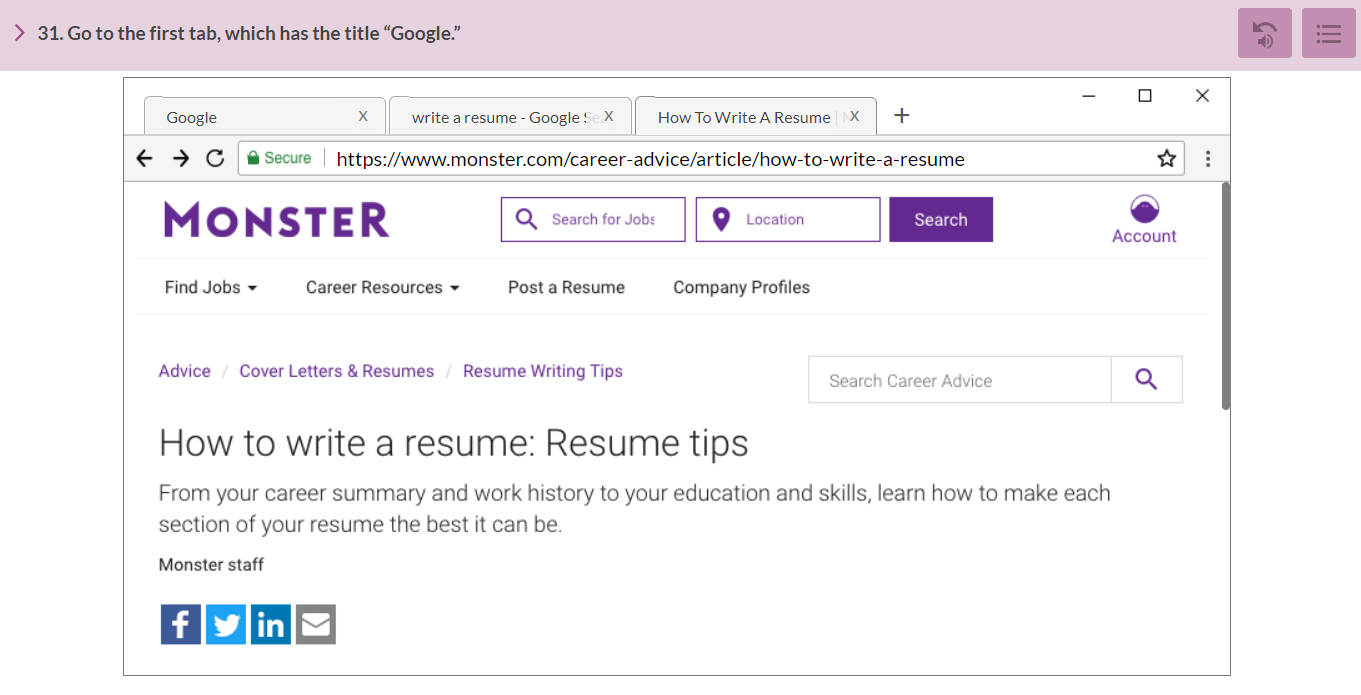 31. Go to the first tab, which has the title “Google.”
Google X write a resume - Google Se X How To Write A Resume | X +
Secure https://www.monster.com/career-advice/article/how-to-write-a-resume
MONSTER Search for Jobs Location Search Account
Find Jobs Career Resources Post a Resume Company Profiles
Advice / Cover Letters & Resumes / Resume Writing Tips Search Career Advice
How to write a resume: Resume tips
From your career summary and work history to your education and skills, learn how to make each
section of your resume the best it can be.
Monster staff
f in